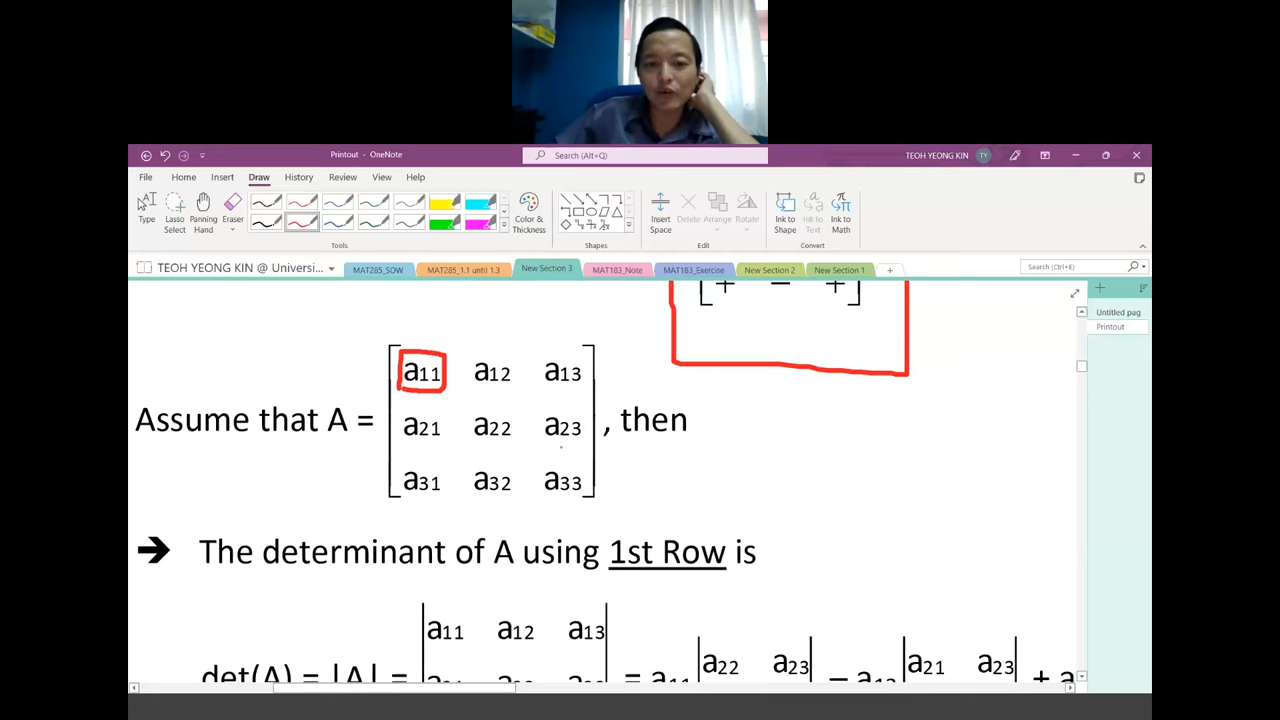 Printout - OneNote
Search (Alt+Q)
TEOH YEONG KIN TY
File Home Insert Draw History Review View Help
Type
Lasso Select
Panning Hand
Eraser
Color & Thickness
Insert Space
Delete
Arrange
Rotate
Ink to Shape
Ink to Text
Ink to Math
Tools
Shapes
Edit
Convert
TEOH YEONG KIN @ Universi...
MAT285_SOW
MAT285_1.1 until 1.3
New Section 3
MAT183_Note
MAT183_Exercise
New Section 2
New Section 1
+
Search (Ctrl+E)
Untitled pag
Printout
[+ − +]
a11 a12 a13
Assume that A = a21 a22 a23 , then
a31 a32 a33
➔ The determinant of A using 1st Row is
a11 a12 a13
a22 a23 a21 a23
det(A) = |A| = = a11 − a12 + a